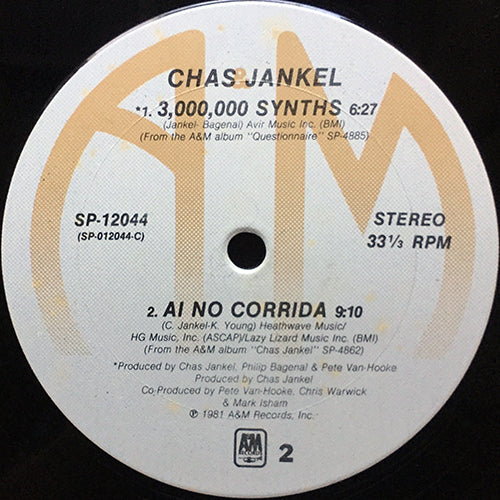 A&M
CHAS JANKEL
*1. 3,000,000 SYNTHS 6:27
(Jankel- Bagenal) Avir Music Inc. (BMI)
(From the A&M album "Questionnaire" SP-4885)
SP-12044
(SP-012044-C)
STEREO
33 1/3 RPM
2. AI NO CORRIDA 9:10
(C. Jankel-K. Young) Heathwave Music/
HG Music, Inc. (ASCAP)/Lazy Lizard Music Inc. (BMI)
(From the A&M album "Chas Jankel" SP-4862)
*Produced by Chas Jankel, Philip Bagenal & Pete Van-Hooke
Produced by Chas Jankel
Co-Produced by Pete Van-Hooke, Chris Warwick
& Mark Isham
℗ 1981 A&M Records, Inc.
A&M
RECORDS
2